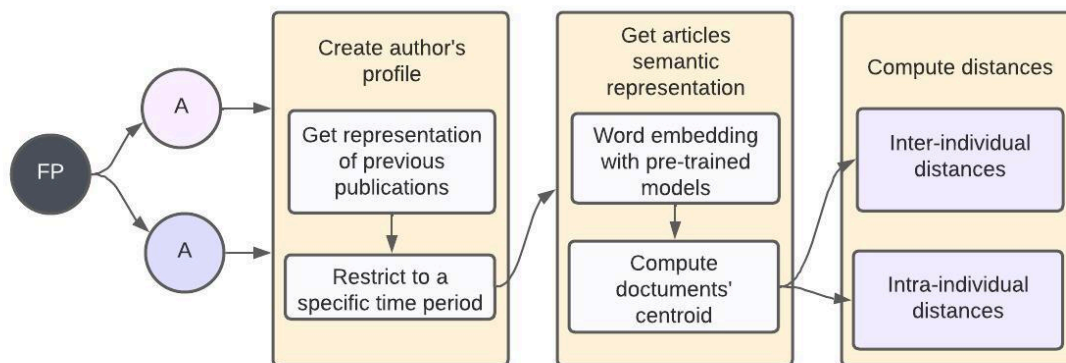 FP
A
A
Create author's
profile
Get representation
of previous
publications
Restrict to a
specific time period
Get articles
semantic
representation
Word embedding
with pre-trained
models
Compute
doctuments'
centroid
Compute distances
Inter-individual
distances
Intra-individual
distances